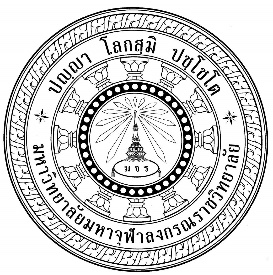 ปญฺญา โลกสฺมิ ปชฺโชโต
มจร
มหาวิทยาลัยมหาจุฬาลงกรณราชวิทยาลัย